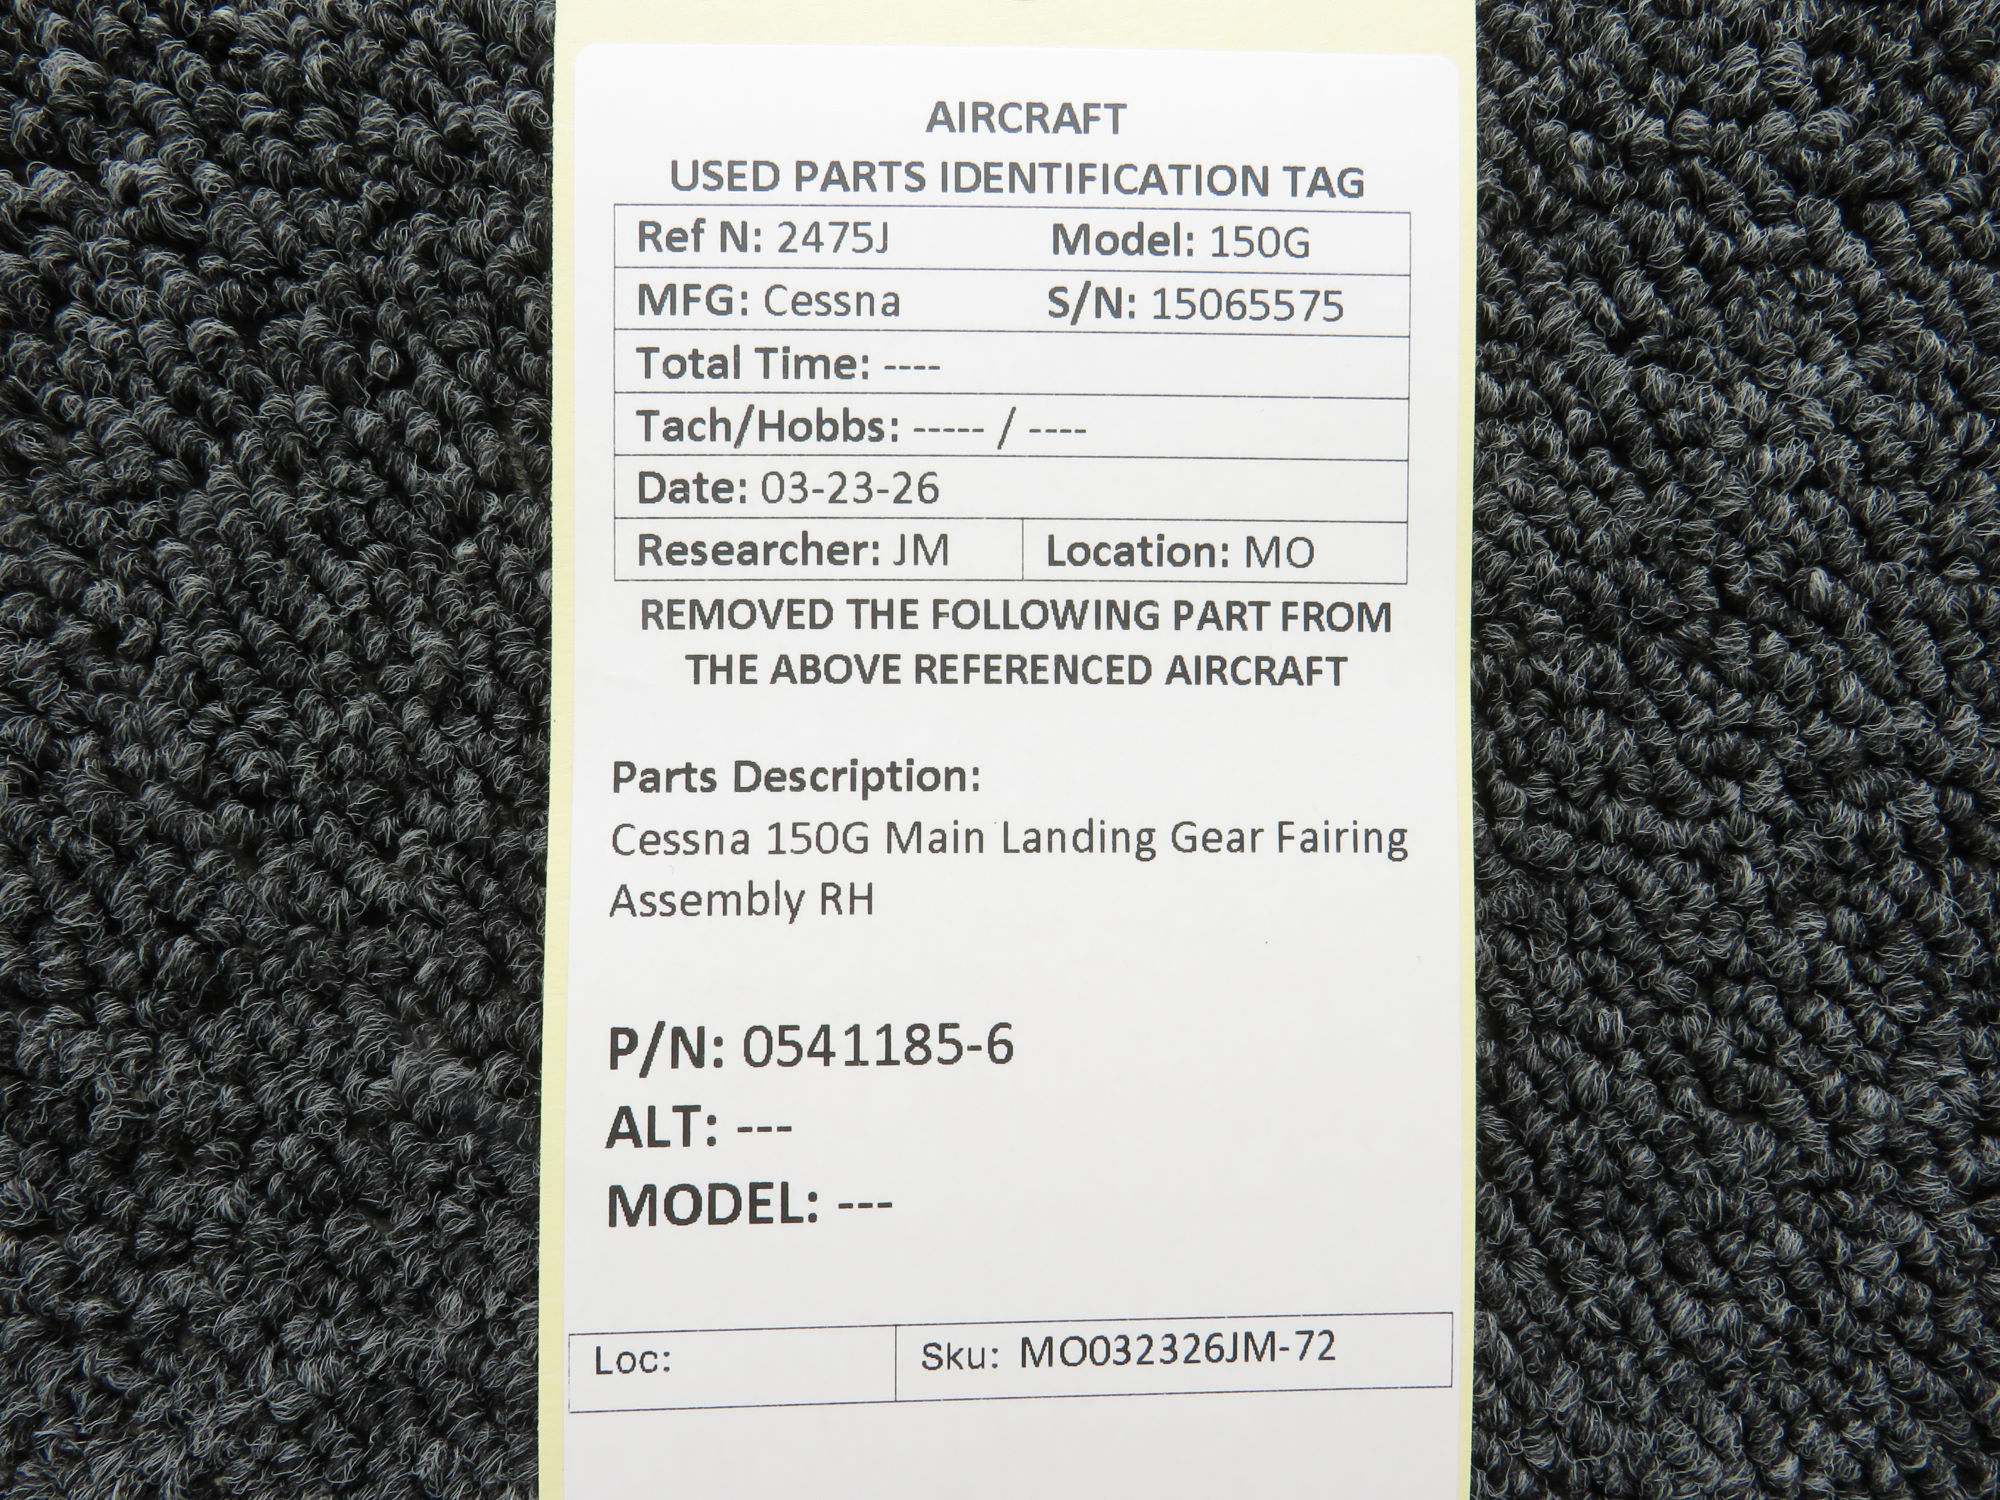 AIRCRAFT
USED PARTS IDENTIFICATION TAG
Ref N: 2475J Model: 150G
MFG: Cessna S/N: 15065575
Total Time: ----
Tach/Hobbs: ----- / ----
Date: 03-23-26
Researcher: JM Location: MO
REMOVED THE FOLLOWING PART FROM
THE ABOVE REFERENCED AIRCRAFT
Parts Description:
Cessna 150G Main Landing Gear Fairing
Assembly RH
P/N: 0541185-6
ALT: ---
MODEL: ---
Loc: Sku: MO032326JM-72